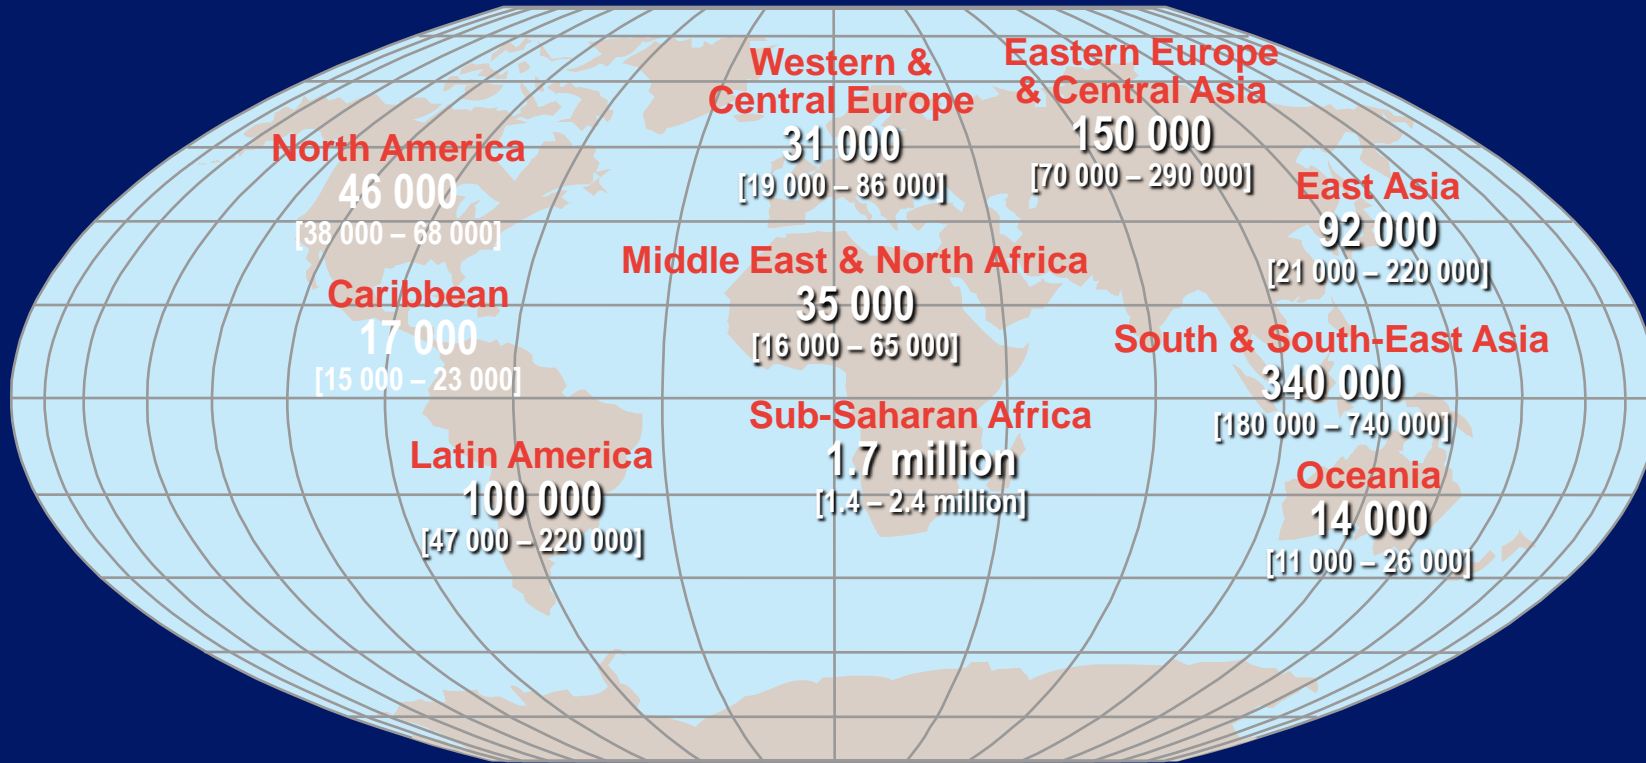 Western &
Central Europe
31 000
[19 000 – 86 000]
Eastern Europe
& Central Asia
150 000
[70 000 – 290 000]
North America
46 000
[38 000 – 68 000]
East Asia
92 000
[21 000 – 220 000]
Middle East & North Africa
35 000
[16 000 – 65 000]
Caribbean
17 000
[15 000 – 23 000]
South & South-East Asia
340 000
[180 000 – 740 000]
Sub-Saharan Africa
1.7 million
[1.4 – 2.4 million]
Latin America
100 000
[47 000 – 220 000]
Oceania
14 000
[11 000 – 26 000]